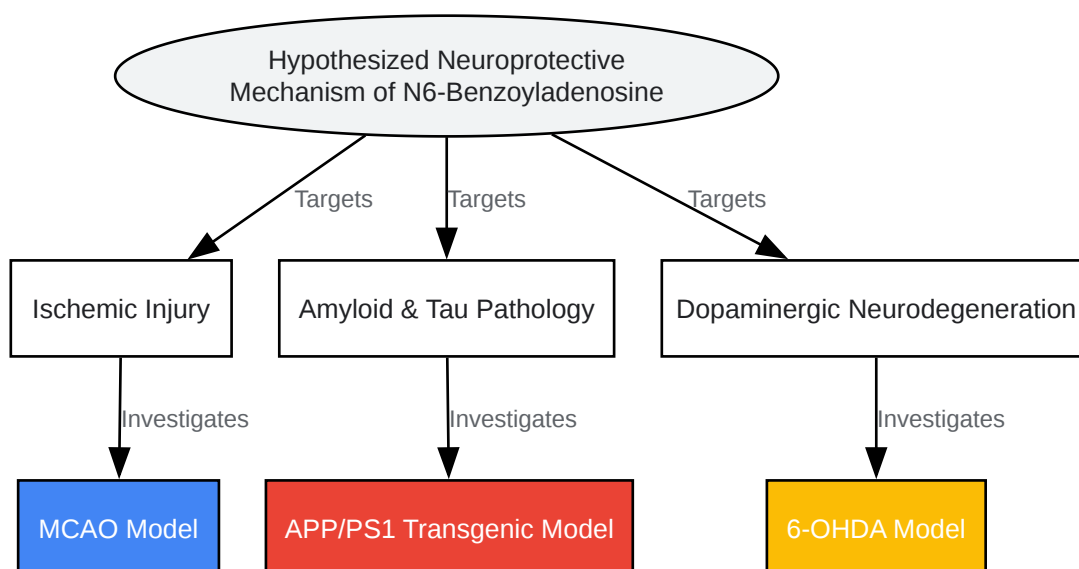 Hypothesized Neuroprotective
Mechanism of N6-Benzoyladenosine
Targets
Targets
Targets
Ischemic Injury
Amyloid & Tau Pathology
Dopaminergic Neurodegeneration
Investigates
Investigates
Investigates
MCAO Model
APP/PS1 Transgenic Model
6-OHDA Model